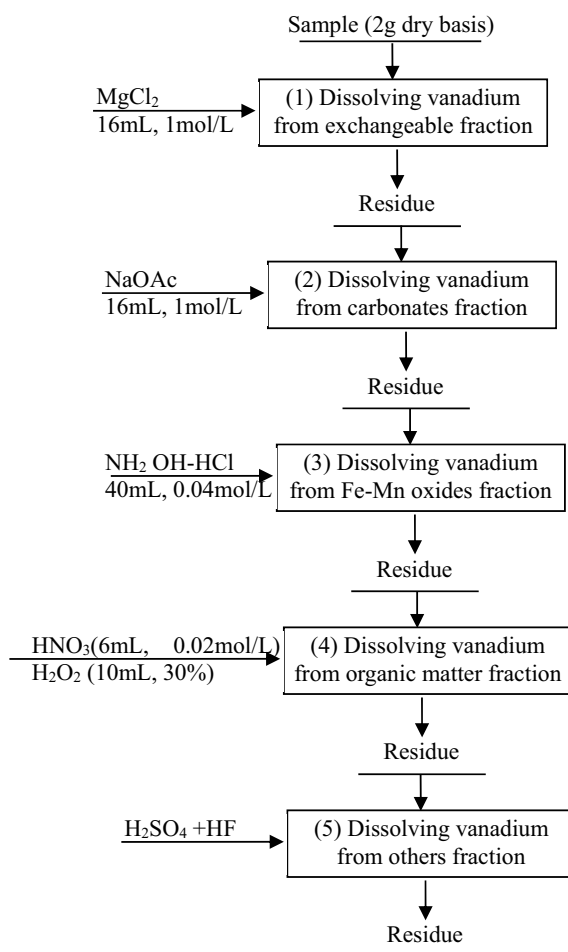 Sample (2g dry basis)
MgCl₂
16mL, 1mol/L
(1) Dissolving vanadium
from exchangeable fraction
Residue
NaOAc
16mL, 1mol/L
(2) Dissolving vanadium
from carbonates fraction
Residue
NH₂ OH-HCl
40mL, 0.04mol/L
(3) Dissolving vanadium
from Fe-Mn oxides fraction
Residue
HNO₃(6mL, 0.02mol/L)
H₂O₂ (10mL, 30%)
(4) Dissolving vanadium
from organic matter fraction
Residue
H₂SO₄ +HF
(5) Dissolving vanadium
from others fraction
Residue